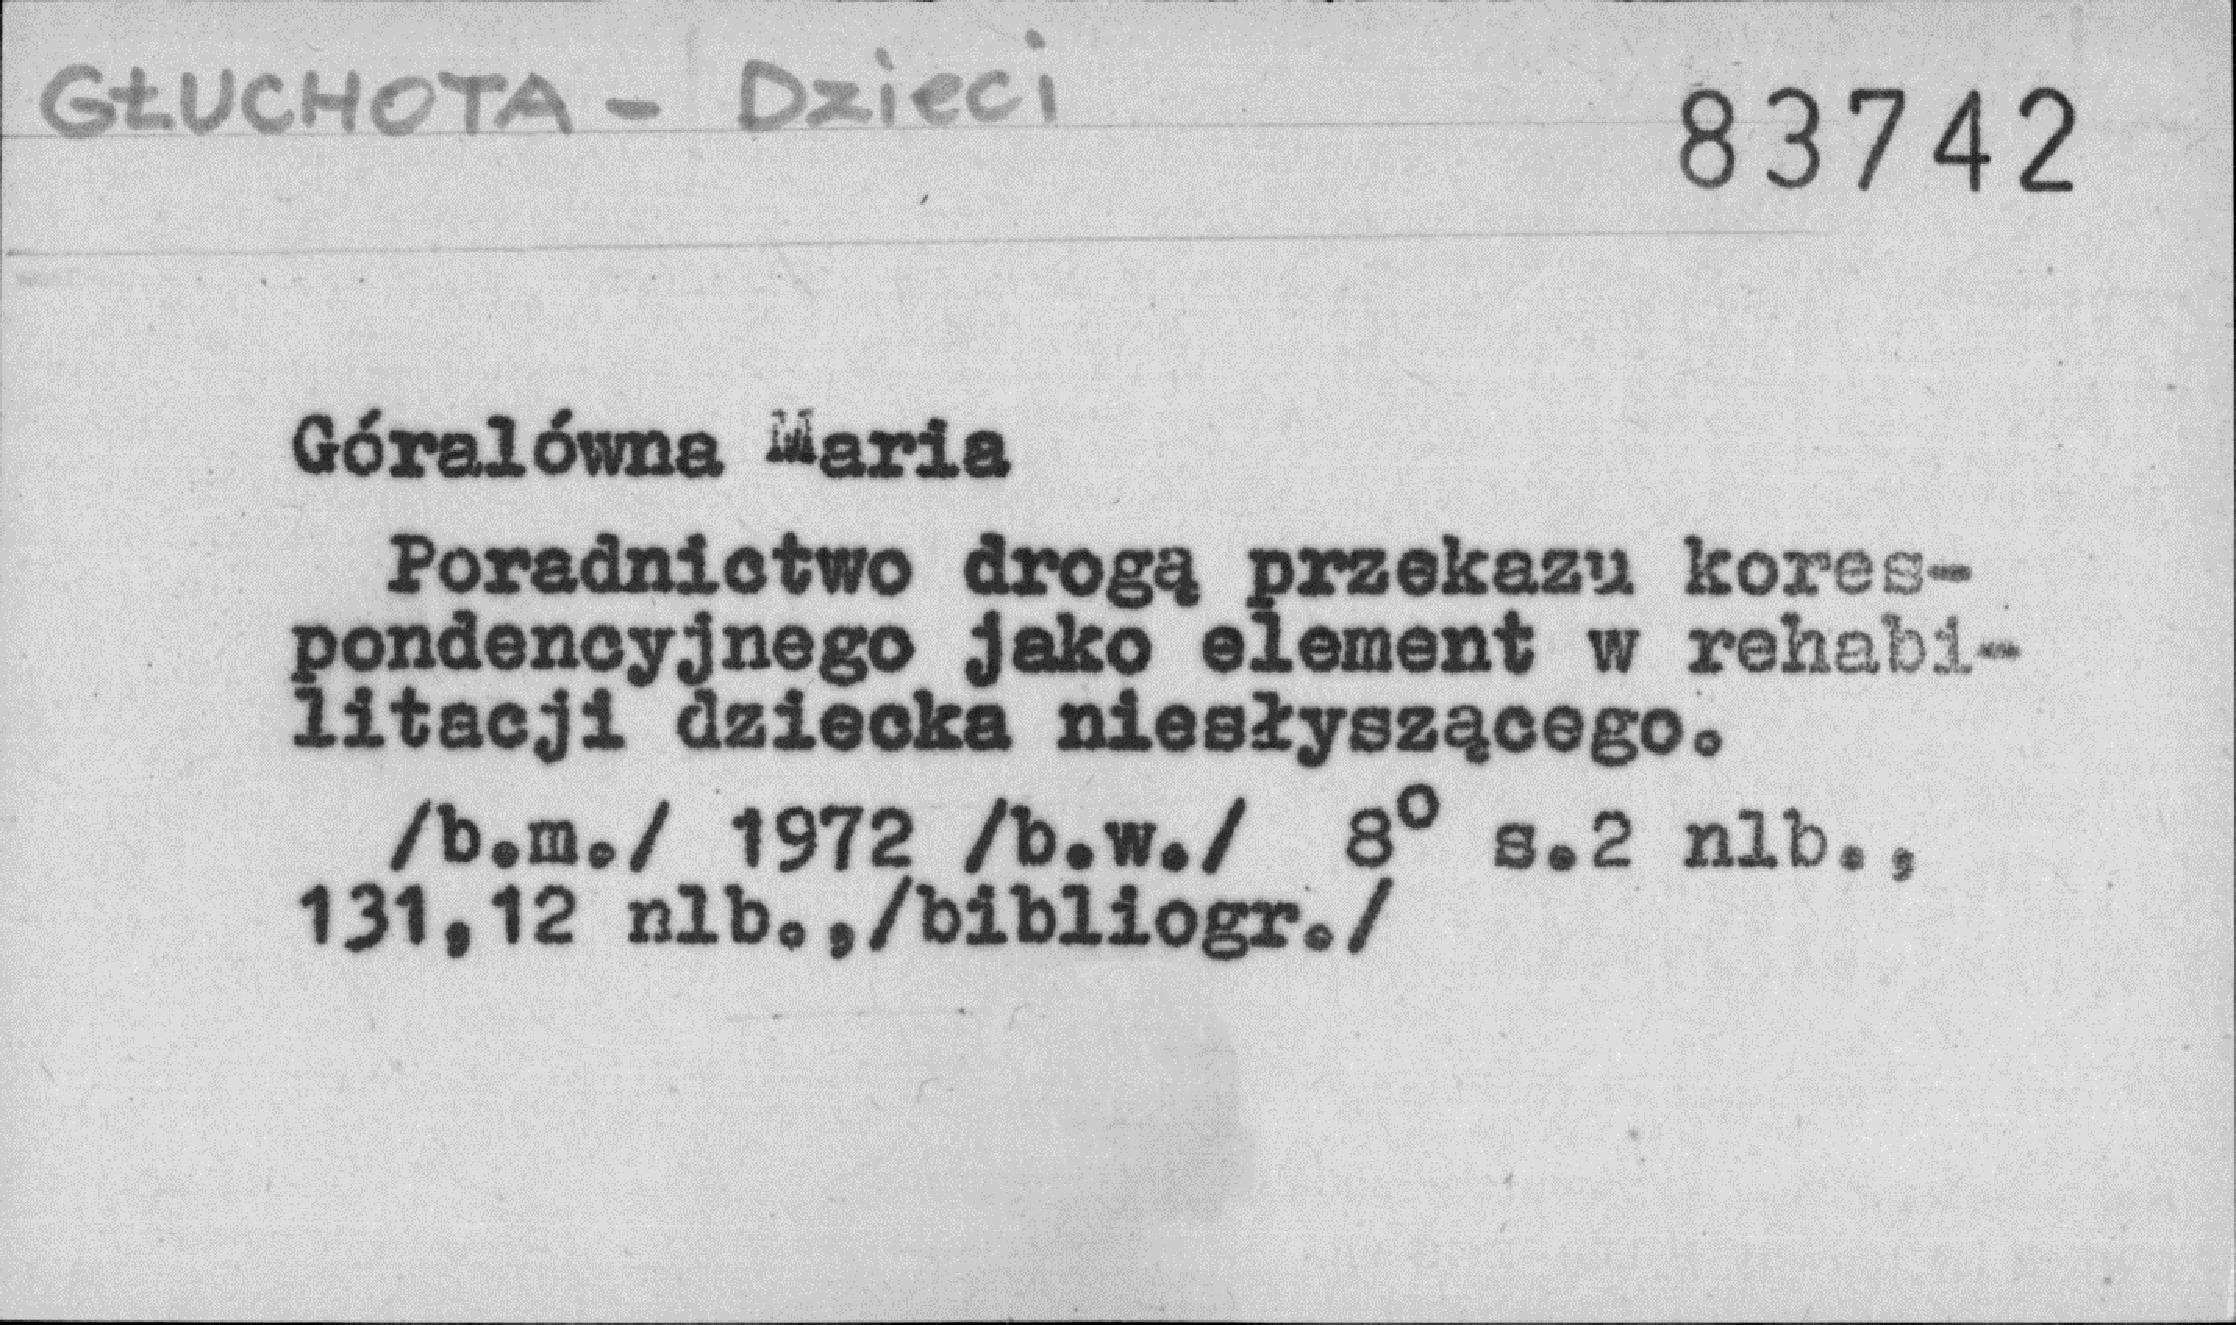 GŁUCHOTA - Dzieci
83742
Góralówna Maria
Poradnictwo drogą przekazu kores-
pondencyjnego jako element w rehabi-
litacji dziecka niesłyszącego.
/b.m./ 1972 /b.w./ 8⁰ s.2 nlb.,
131,12 nlb.,/bibliogr./